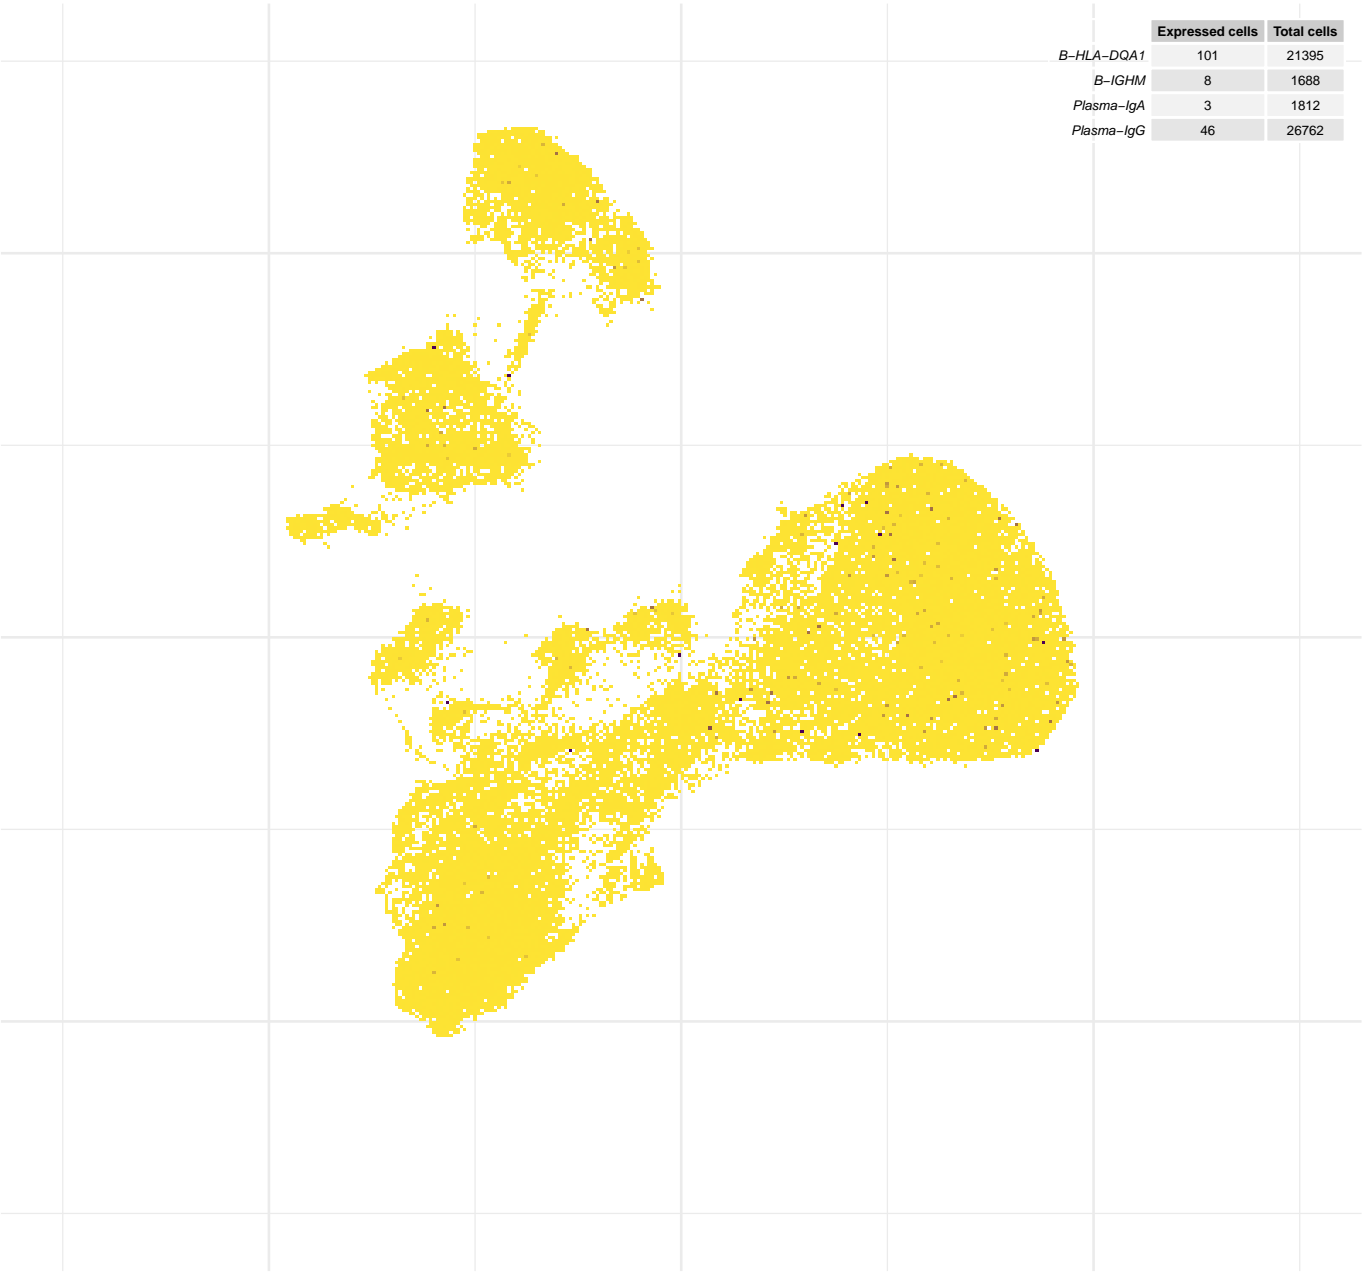 Expressed cells Total cells
B−HLA−DQA1 101 21395
B−IGHM 8 1688
Plasma−IgA 3 1812
Plasma−IgG 46 26762